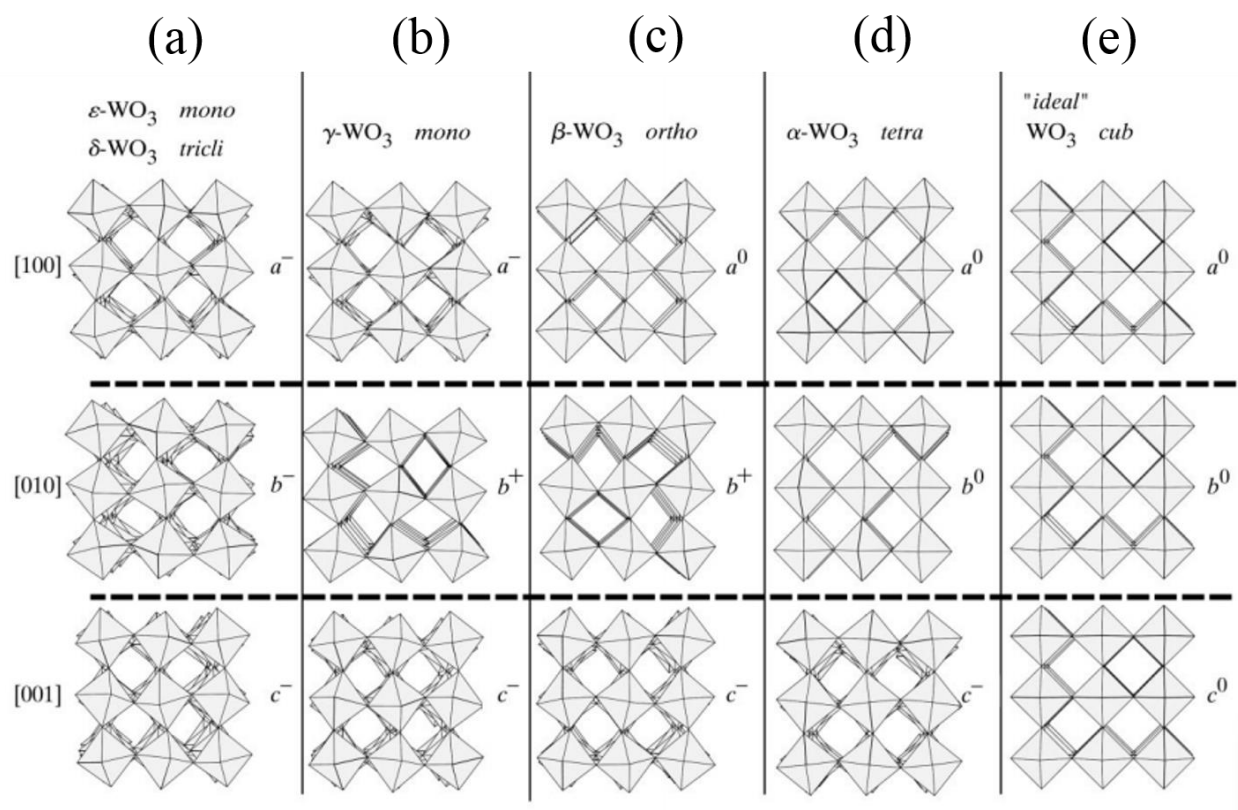 (a) (b) (c) (d) (e)
ε-WO3 mono
δ-WO3 tricli
γ-WO3 mono
β-WO3 ortho
α-WO3 tetra
"ideal"
WO3 cub
[100] a− a− a0 a0 a0
[010] b− b+ b+ b0 b0
[001] c− c− c− c− c0